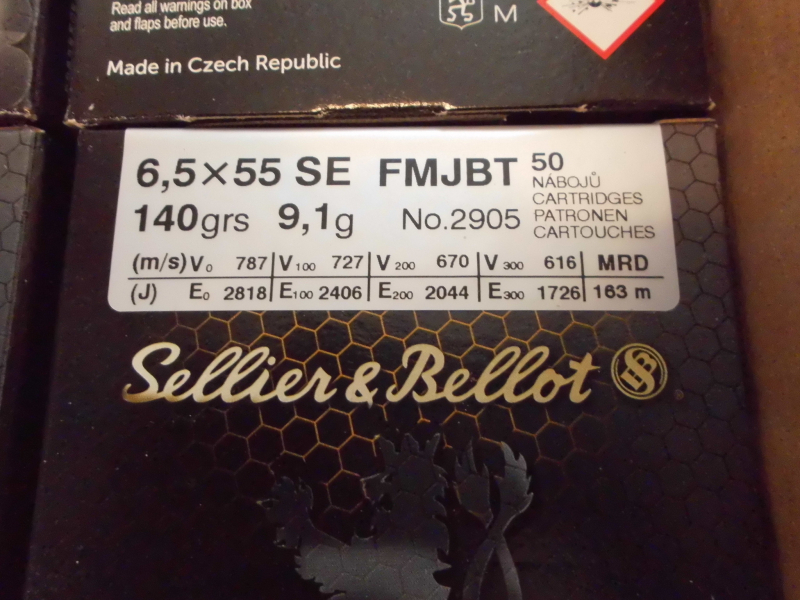 Read all warnings on box
and flaps before use.
M
Made in Czech Republic
6,5×55 SE FMJBT 50
NÁBOJŮ
CARTRIDGES
140grs 9,1g No.2905 PATRONEN
CARTOUCHES
(m/s) V0 787 V100 727 V200 670 V300 616 MRD
(J) E0 2818 E100 2406 E200 2044 E300 1726 163 m
Sellier & Bellot SB